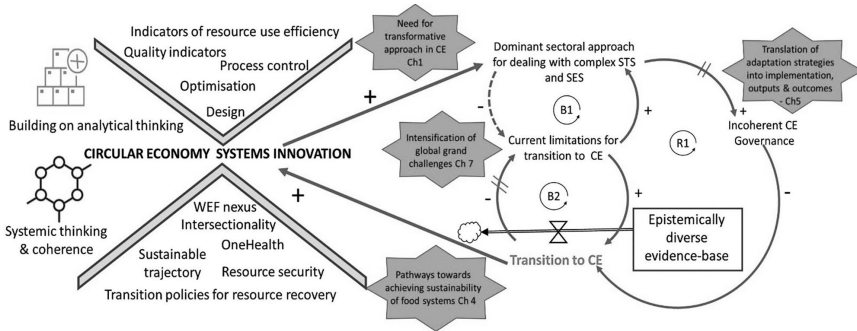 Indicators of resource use efficiency
Quality indicators
Process control
Optimisation
Design
Building on analytical thinking
CIRCULAR ECONOMY SYSTEMS INNOVATION
Systemic thinking
& coherence
WEF nexus
Intersectionality
OneHealth
Sustainable
trajectory
Resource security
Transition policies for resource recovery
Need for
transformative
approach in CE
Ch1
+
+
Intensification of
global grand
challenges Ch 7
Pathways towards
achieving sustainability
of food systems Ch 4
Dominant sectoral approach
for dealing with complex STS
and SES
-
B1
+
Current limitations for
transition to CE
-
B2
+
Transition to CE
Epistemically
diverse
evidence-base
R1
+
Incoherent CE
Governance
-
Translation of
adaptation strategies
into implementation,
outputs & outcomes
- Ch5